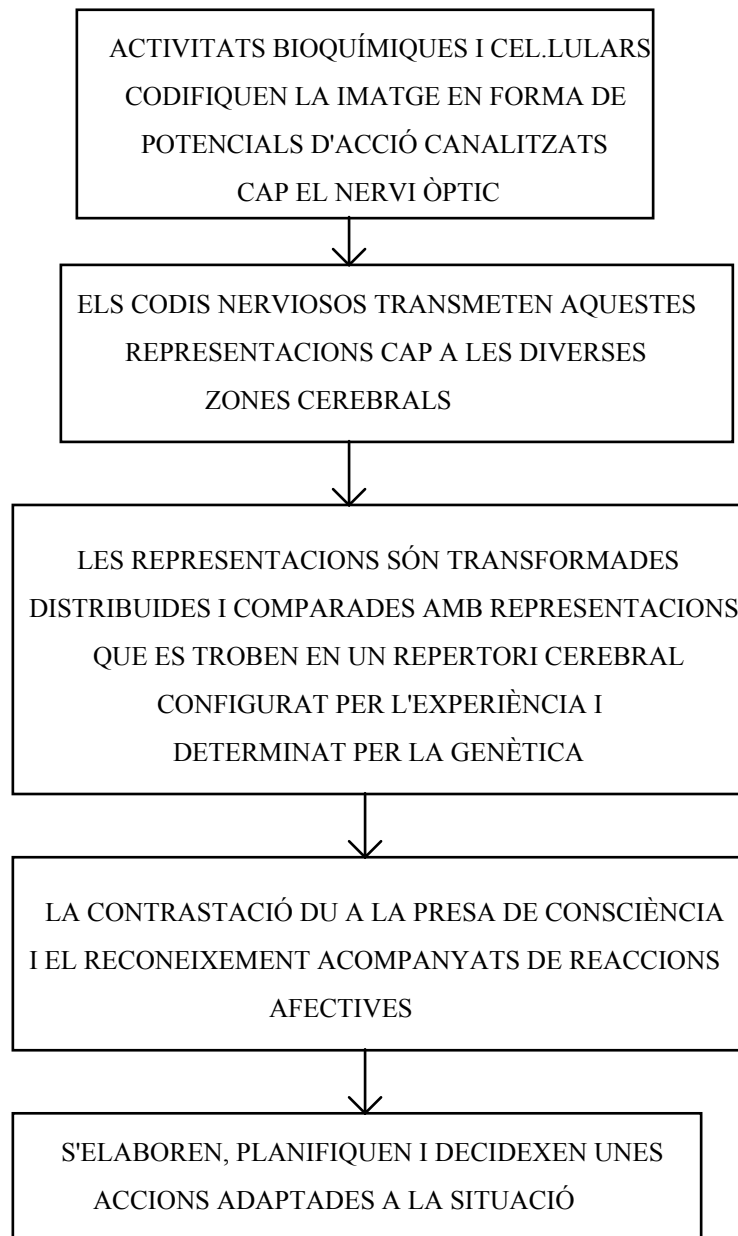 ACTIVITATS BIOQUÍMIQUES I CEL.LULARS
CODIFIQUEN LA IMATGE EN FORMA DE
POTENCIALS D'ACCIÓ CANALITZATS
CAP EL NERVI ÒPTIC
ELS CODIS NERVIOSOS TRANSMETEN AQUESTES
REPRESENTACIONS CAP A LES DIVERSES
ZONES CEREBRALS
LES REPRESENTACIONS SÓN TRANSFORMADES
DISTRIBUIDES I COMPARADES AMB REPRESENTACIONS
QUE ES TROBEN EN UN REPERTORI CEREBRAL
CONFIGURAT PER L'EXPERIÈNCIA I
DETERMINAT PER LA GENÈTICA
LA CONTRASTACIÓ DU A LA PRESA DE CONSCIÈNCIA
I EL RECONEIXEMENT ACOMPANYATS DE REACCIONS
AFECTIVES
S'ELABOREN, PLANIFIQUEN I DECIDEXEN UNES
ACCIONS ADAPTADES A LA SITUACIÓ